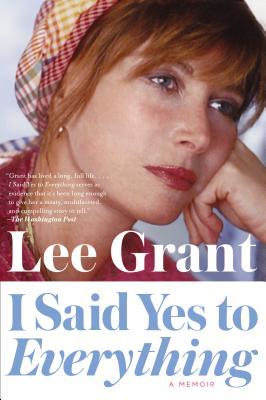 "Grant has lived a long, full life. . . .
I Said Yes to Everything serves as
evidence that it's been long enough
to give her a meaty, multifaceted,
and compelling story to tell."
—The Washington Post
Lee Grant
I Said Yes to
Everything
A MEMOIR